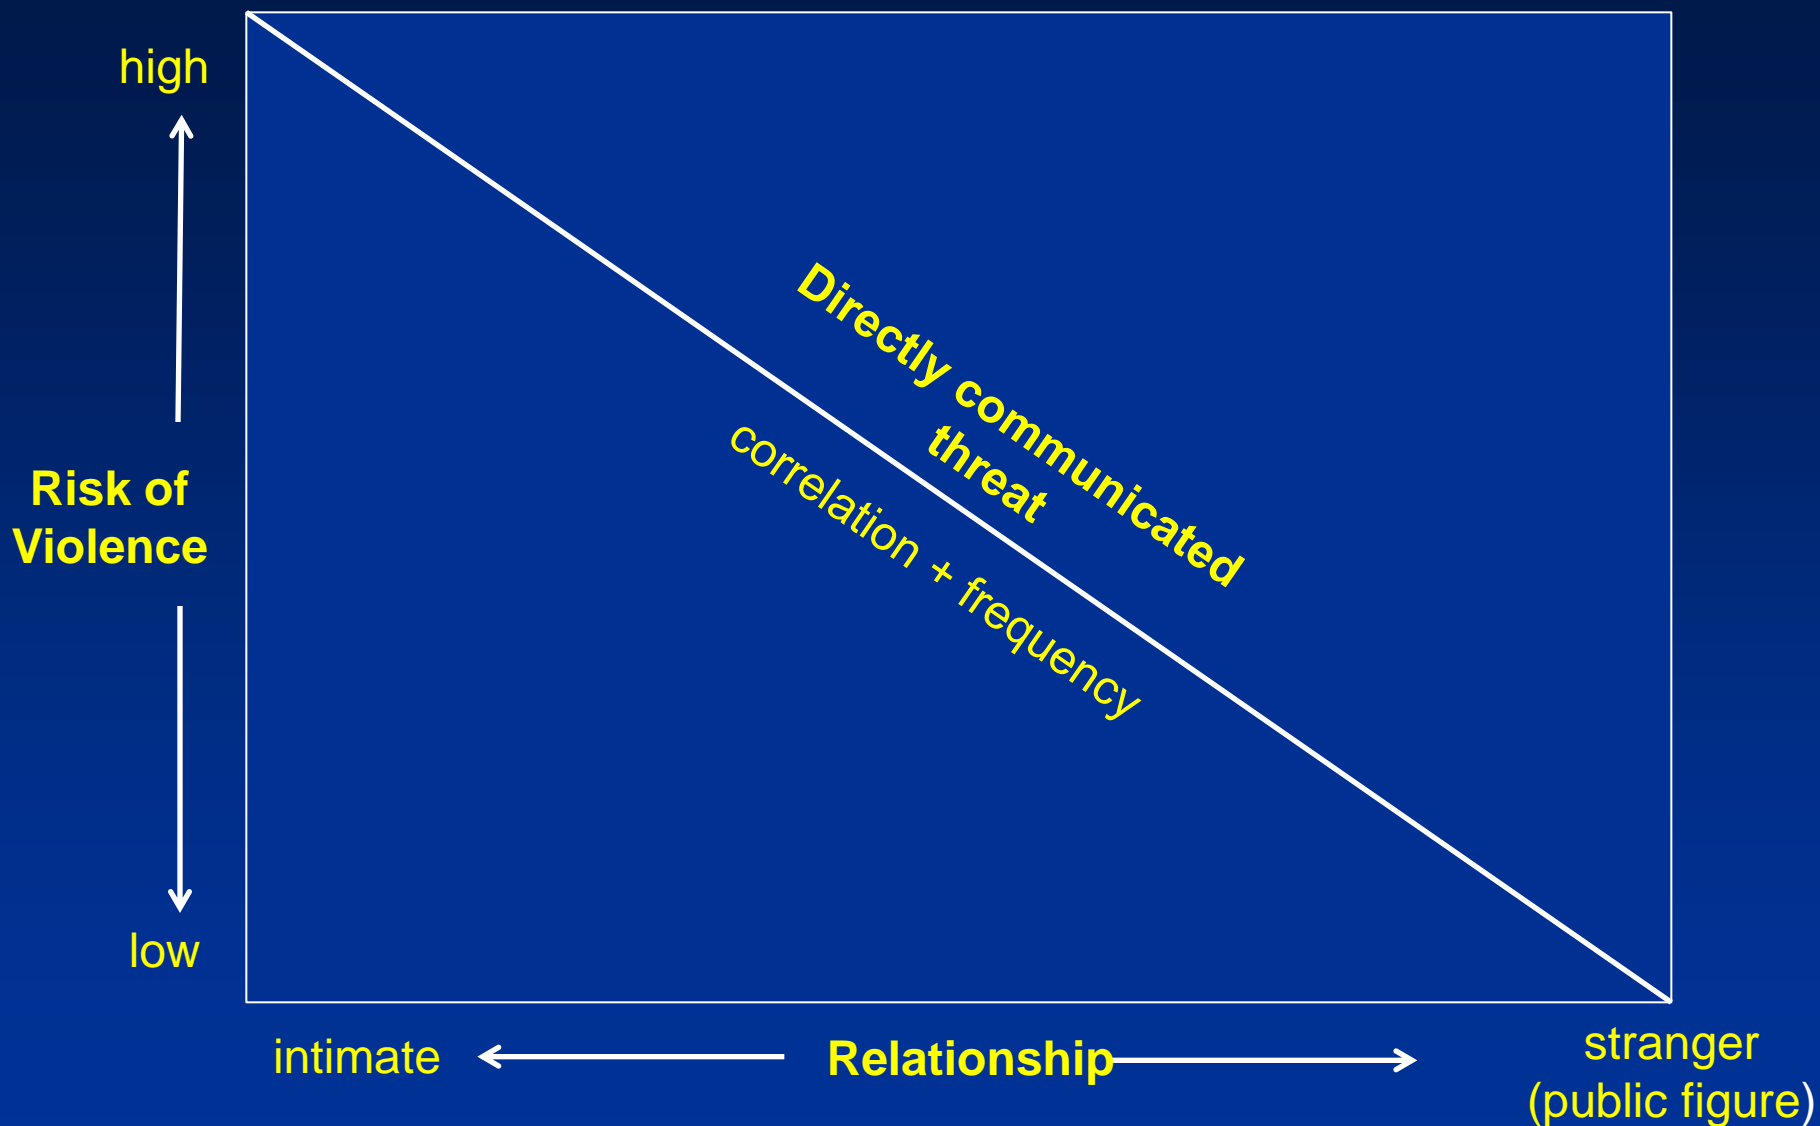 high
Risk of
Violence
low
Directly communicated
threat
correlation + frequency
intimate
Relationship
stranger
(public figure)